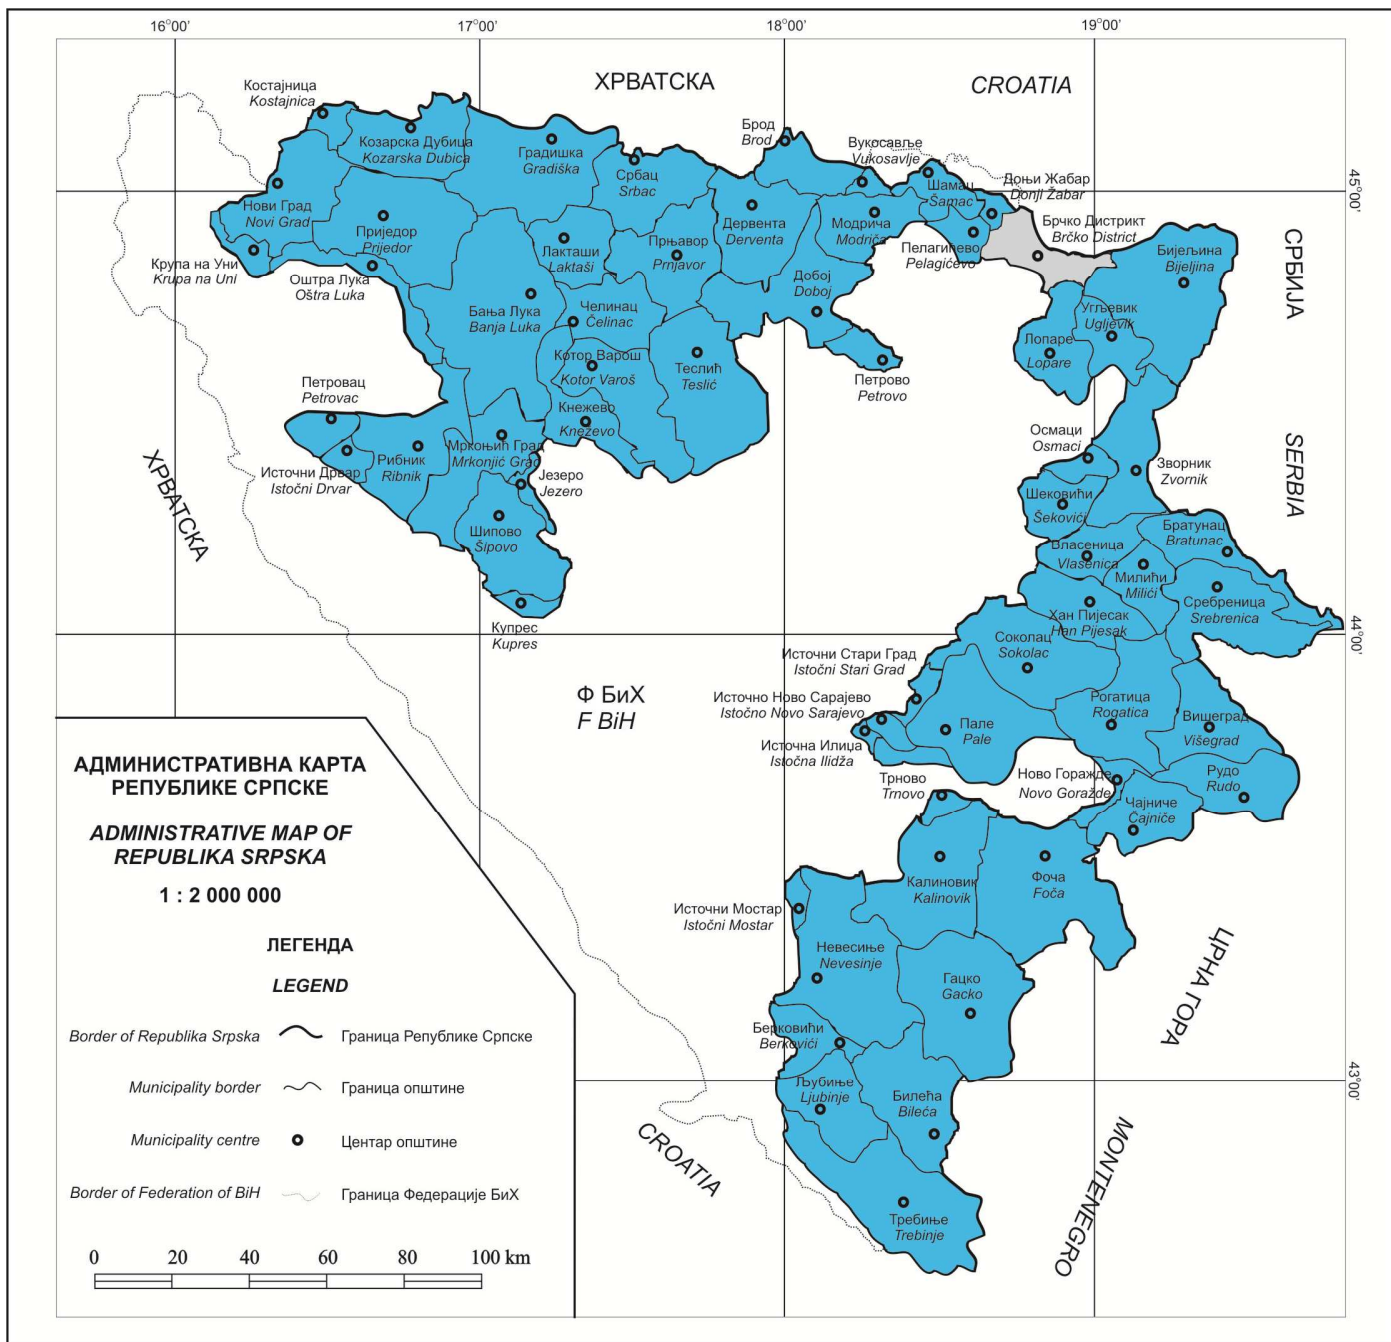 16°00'
17°00'
18°00'
19°00'
ХРВАТСКА
CROATIA
Костајница
Kostajnica
Козарска Дубица
Kozarska Dubica
Градишка
Gradiška
Србац
Srbac
Брод
Brod
Вукосавље
Vukosavlje
Шамац
Šamac
Доњи Жабар
Donji Žabar
Брчко Дистрикт
Brčko District
45°00'
Нови Град
Novi Grad
Приједор
Prijedor
Лакташи
Laktaši
Прњавор
Prnjavor
Дервента
Derventa
Модрича
Modriča
Пелагићево
Pelagićevo
Бијељина
Bijeljina
СРБИЈА
Крупа на Уни
Krupa na Uni
Оштра Лука
Oštra Luka
Бања Лука
Banja Luka
Чепинац
Čelinac
Добој
Doboj
Угљевик
Ugljevik
Лопаре
Lopare
Котор Варош
Kotor Varoš
Теслић
Teslić
Петрово
Petrovo
Петровац
Petrovac
Кнежево
Kneževo
Осмаци
Osmaci
SERBIA
Источни Дрвар
Istočni Drvar
Рибник
Ribnik
Мркоњић Град
Mrkonjić Grad
Језеро
Jezero
Зворник
Zvornik
ХРВАТСКА
Шековићи
Šekovići
Шипово
Šipovo
Братунац
Bratunac
Власеница
Vlasenica
Милићи
Milići
Сребреница
Srebrenica
Хан Пијесак
Han Pijesak
Купрес
Kupres
44°00'
Соколац
Sokolac
Источни Стари Град
Istočni Stari Grad
Ф БиХ
F BiH
Источно Ново Сарајево
Istočno Novo Sarajevo
Рогатица
Rogatica
Вишеград
Višegrad
Пале
Pale
Источна Илиџа
Istočna Ilidža
Трново
Trnovo
Ново Горажде
Novo Goražde
Рудо
Rudo
Чајниче
Čajniče
Калиновик
Kalinovik
Фоча
Foča
Источни Мостар
Istočni Mostar
Невесиње
Nevesinje
Гацко
Gacko
ЦРНА ГОРА
Берковићи
Berkovići
Љубиње
Ljubinje
Билећа
Bileća
43°00'
CROATIA
MONTENEGRO
Требиње
Trebinje
АДМИНИСТРАТИВНА КАРТА
РЕПУБЛИКЕ СРПСКЕ
ADMINISTRATIVE MAP OF
REPUBLIKA SRPSKA
1 : 2 000 000
ЛЕГЕНДА
LEGEND
Border of Republika Srpska Граница Републике Српске
Municipality border Граница општине
Municipality centre Центар општине
Border of Federation of BiH Граница Федерације БиХ
0 20 40 60 80 100 km